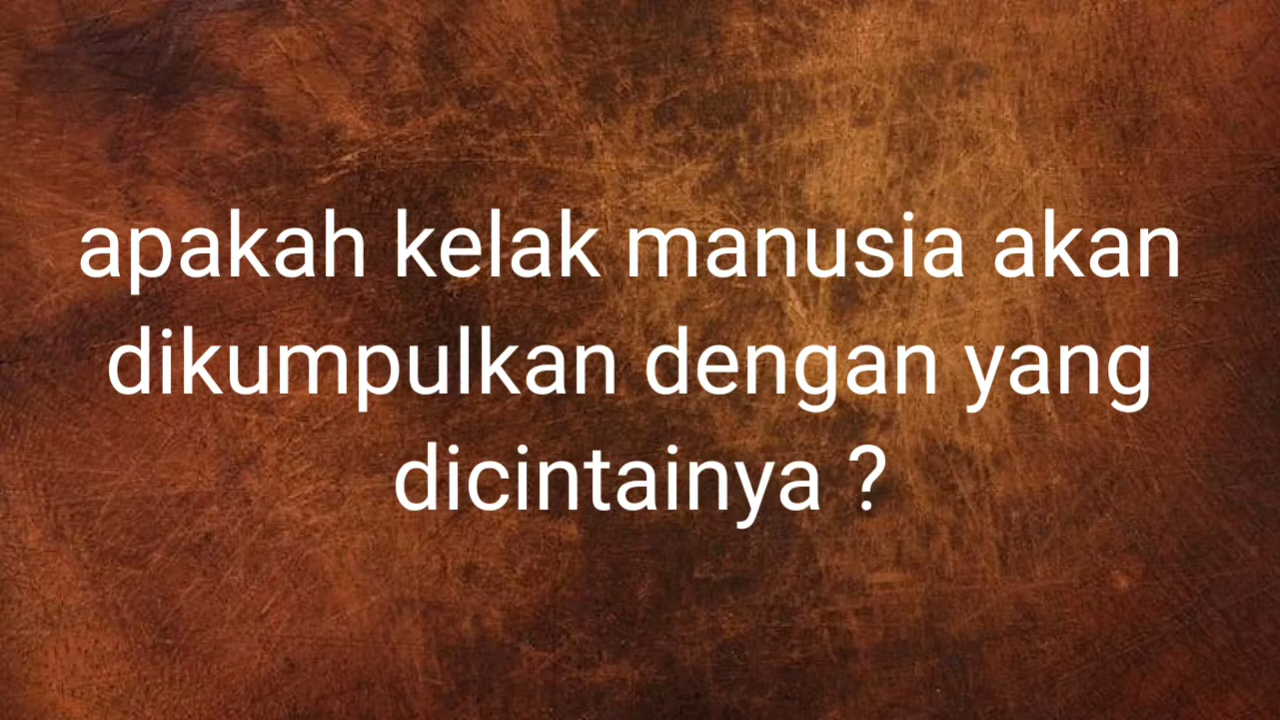 apakah kelak manusia akan
dikumpulkan dengan yang
dicintainya ?